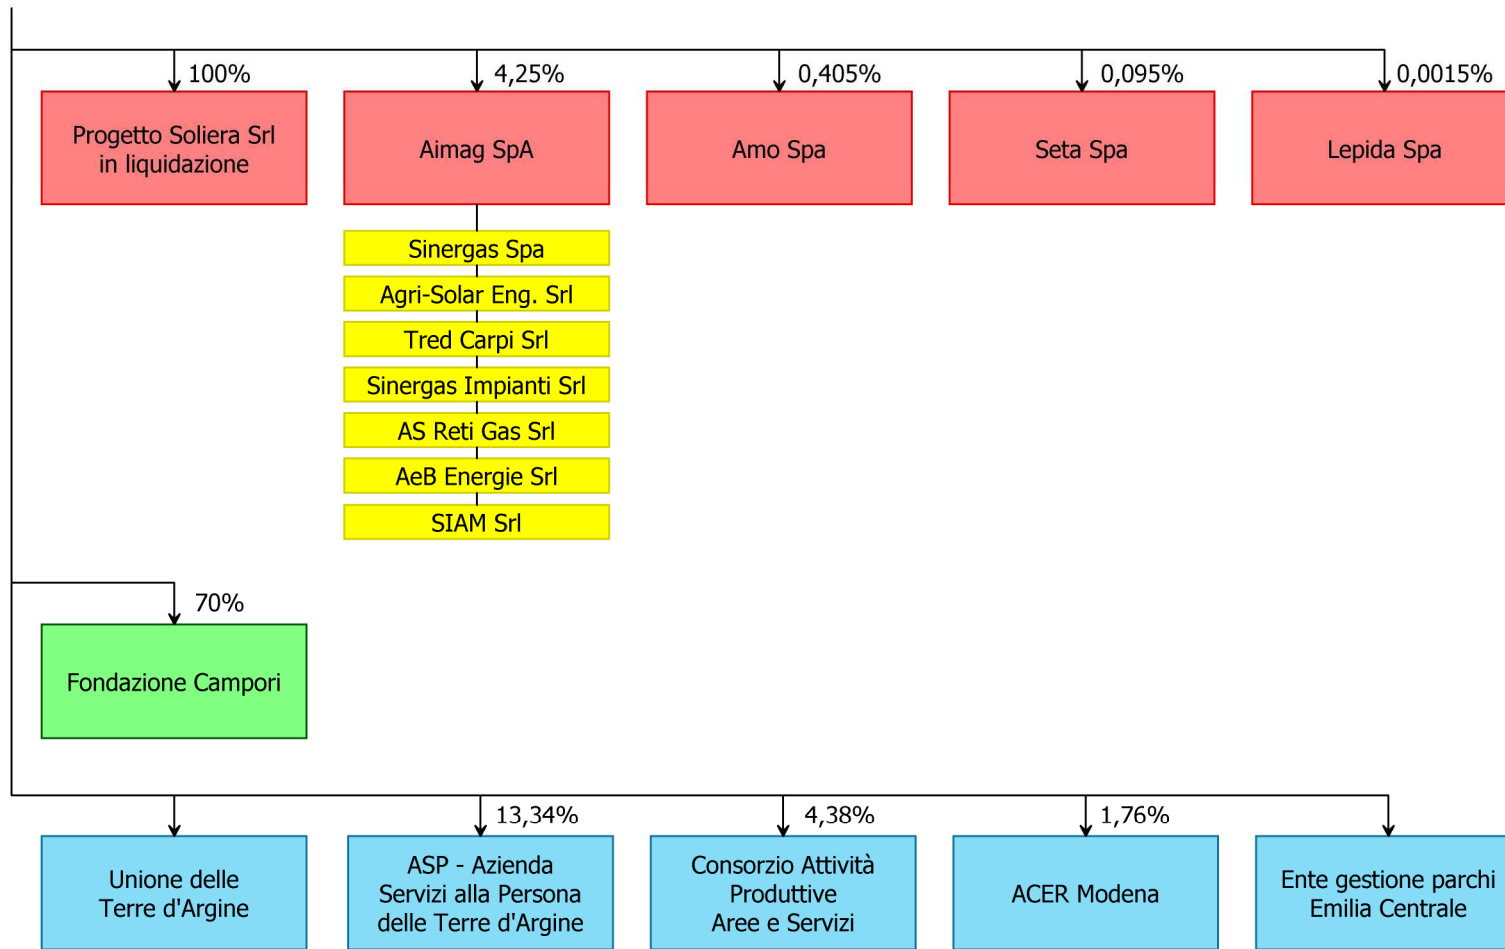 100%
4,25%
0,405%
0,095%
0,0015%
Progetto Soliera Srl
in liquidazione
Aimag SpA
Amo Spa
Seta Spa
Lepida Spa
Sinergas Spa
Agri-Solar Eng. Srl
Tred Carpi Srl
Sinergas Impianti Srl
AS Reti Gas Srl
AeB Energie Srl
SIAM Srl
70%
Fondazione Campori
13,34%
4,38%
1,76%
Unione delle
Terre d'Argine
ASP - Azienda
Servizi alla Persona
delle Terre d'Argine
Consorzio Attività
Produttive
Aree e Servizi
ACER Modena
Ente gestione parchi
Emilia Centrale